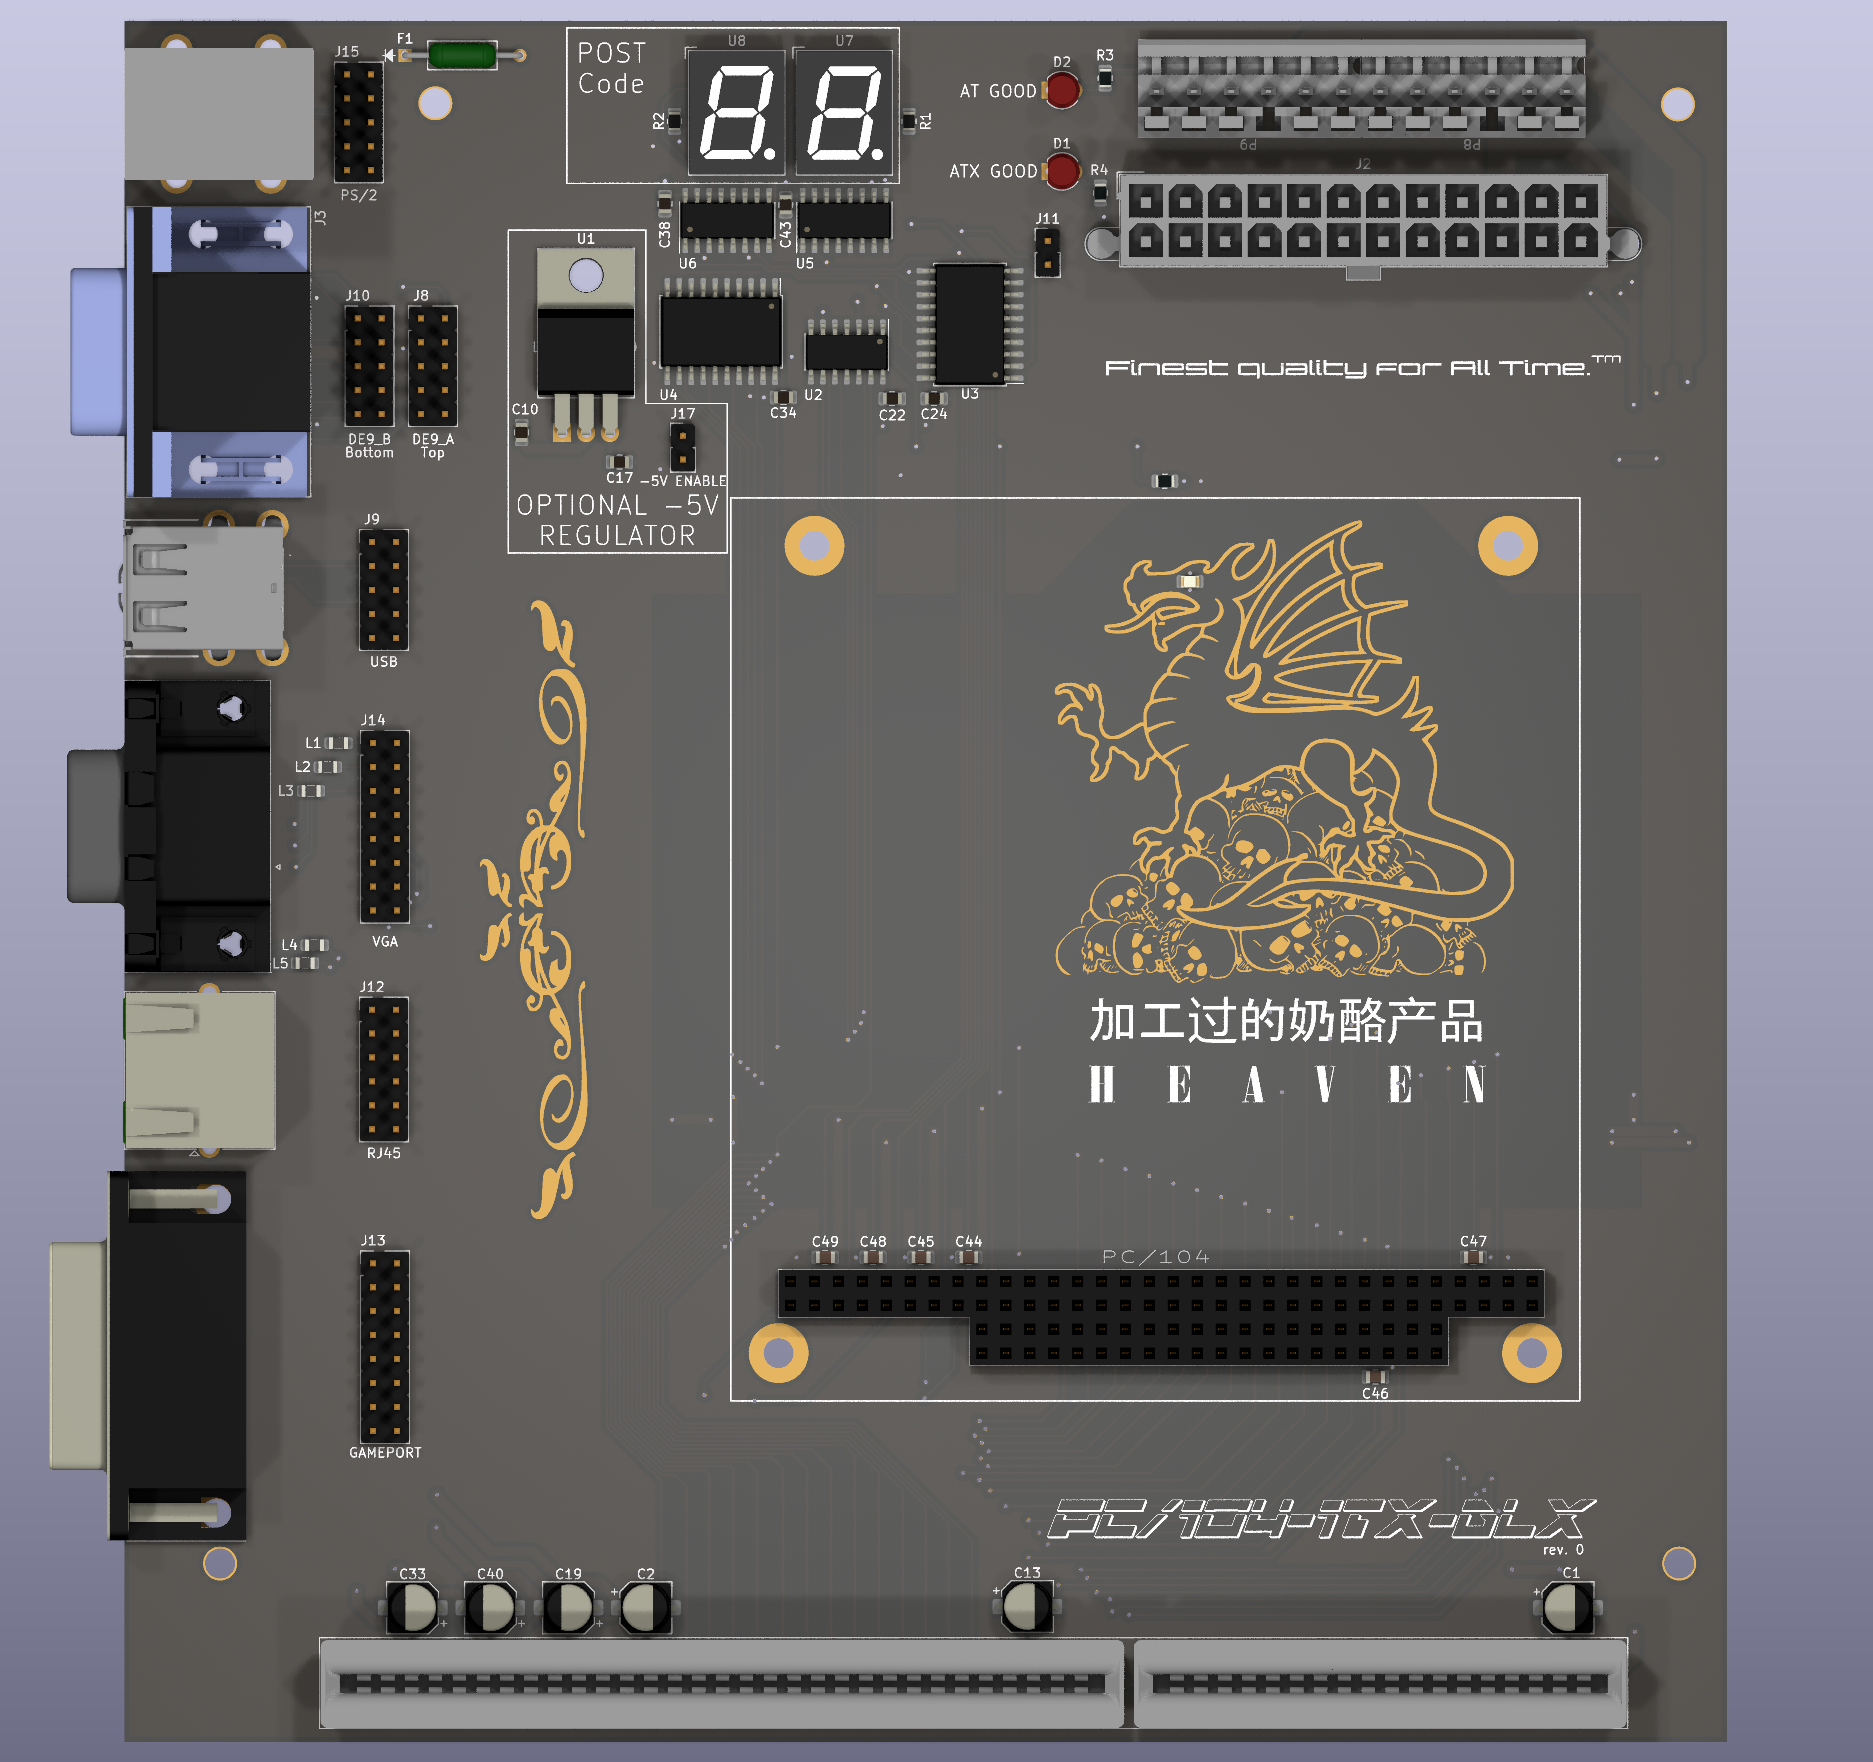 J15
F1
PS/2
POST
Code
U8
U7
R2
R1
D2
R3
AT GOOD
D1
ATX GOOD
R4
P9
P8
J2
J3
C38
C43
U6
U5
J11
U1
J10
J8
DE9_B
Bottom
DE9_A
Top
U4
C34
U2
C22
C24
U3
Finest quality for All Time.™
C10
J17
C17
-5V ENABLE
OPTIONAL -5V
REGULATOR
J9
USB
J14
L1
L2
L3
L4
L5
VGA
J12
RJ45
加工过的奶酪产品
HEAVEN
J13
GAMEPORT
C49
C48
C45
C44
PC/104
C47
C46
PC/104-ITX-DLX
rev. 0
C33
C40
C19
C2
C13
C1